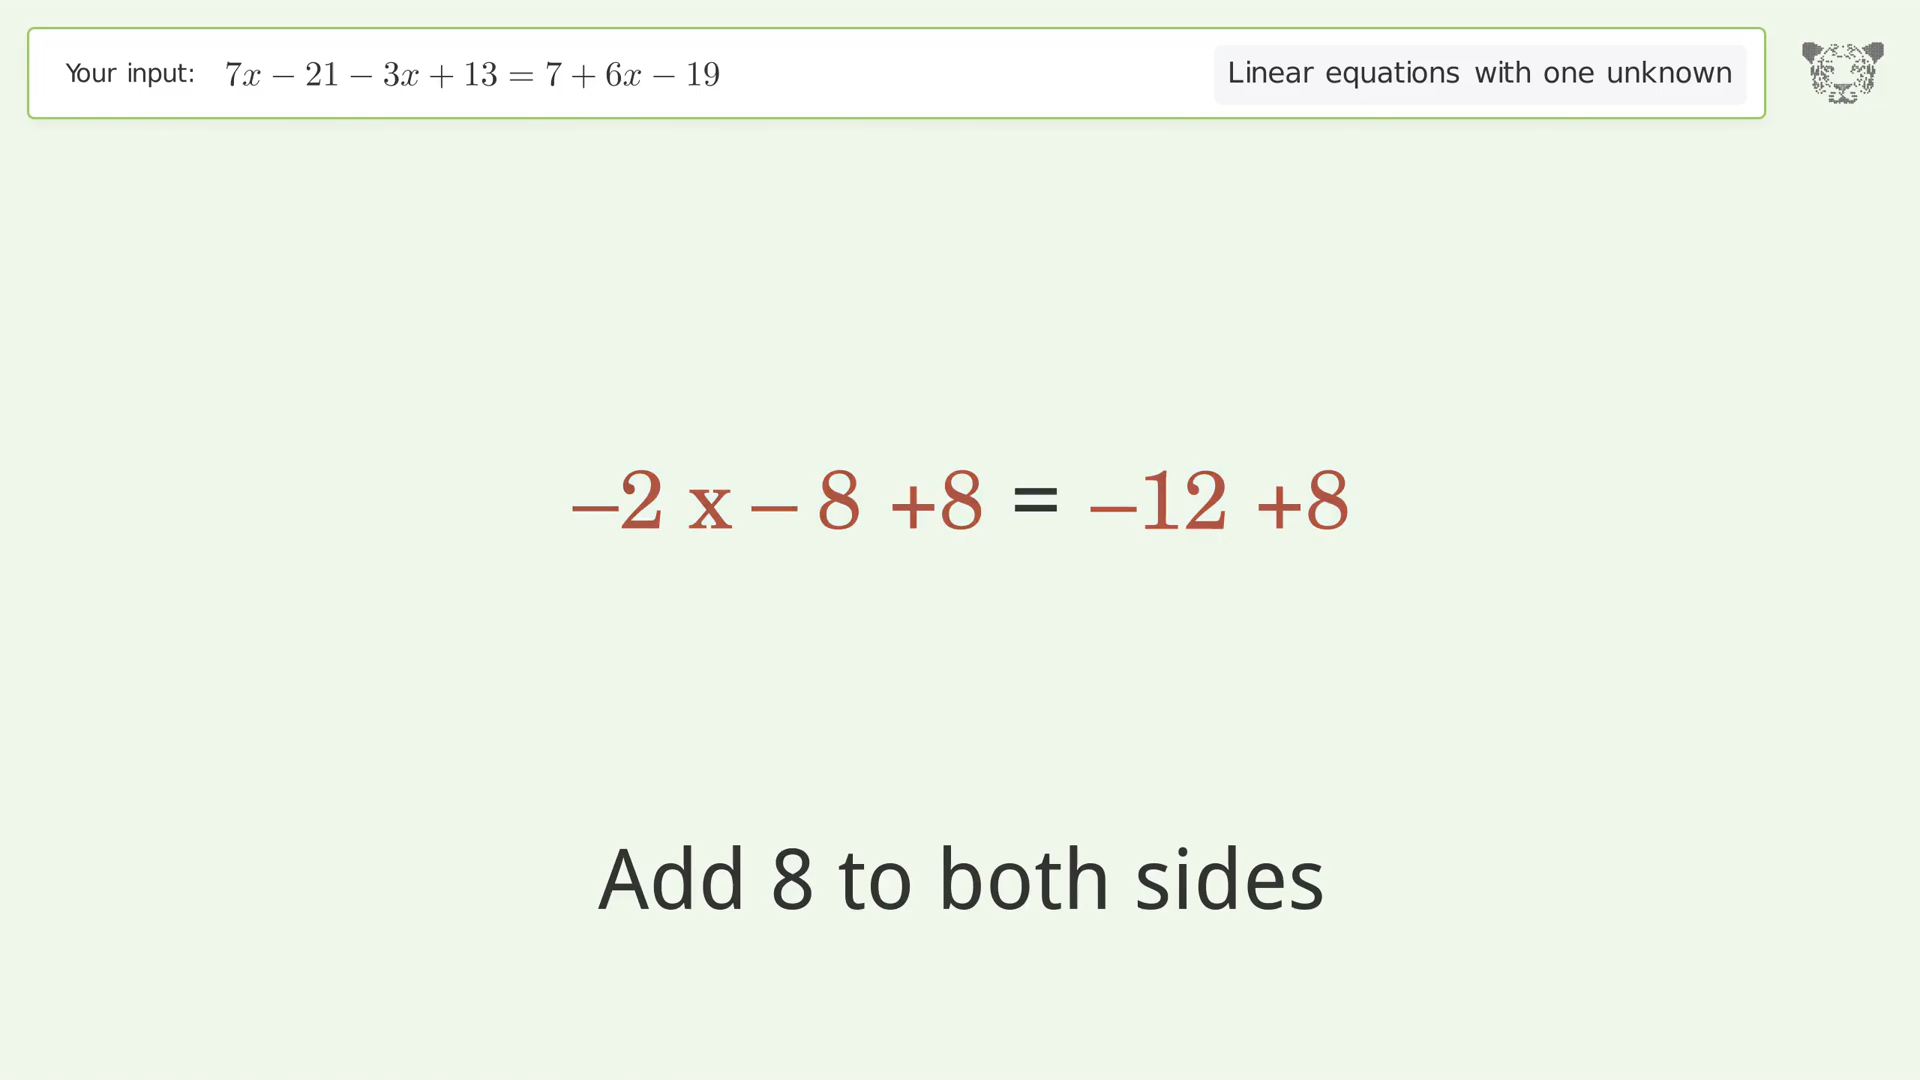 Your input: 7x − 21 − 3x + 13 = 7 + 6x − 19
Linear equations with one unknown
−2 x − 8 +8 = −12 +8
Add 8 to both sides